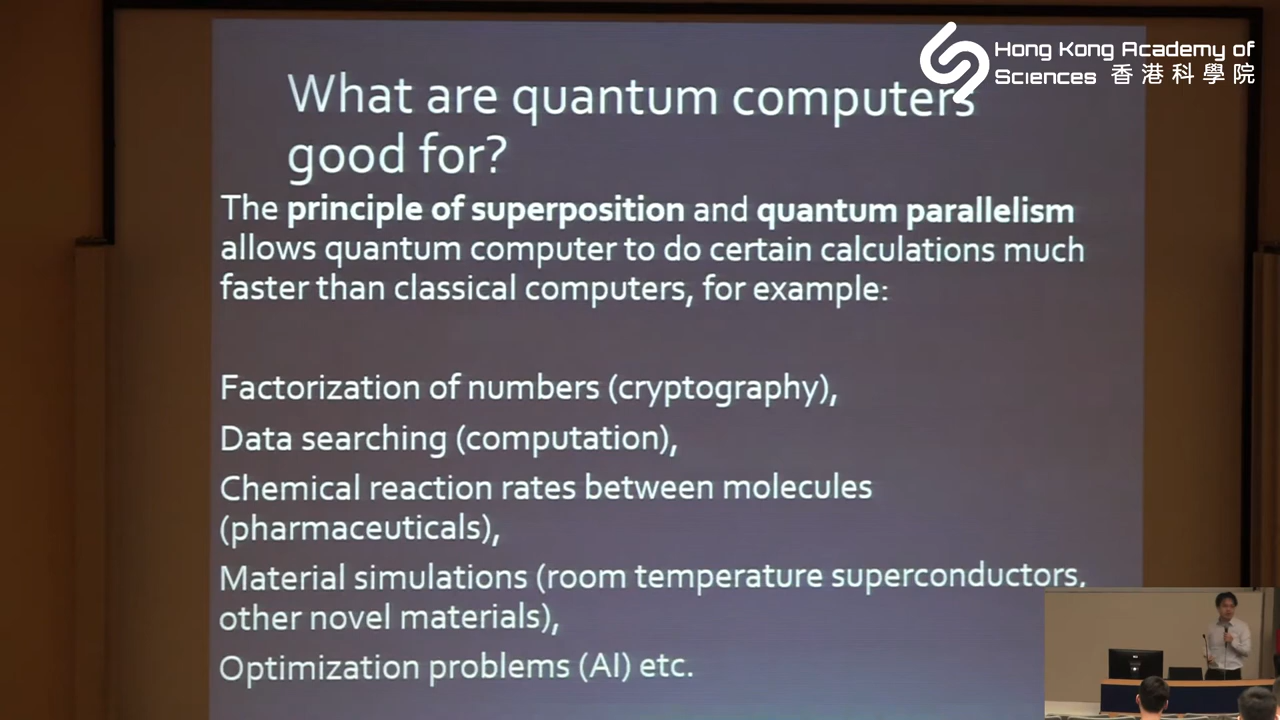 Hong Kong Academy of
Sciences 香港科學院
What are quantum computers
good for?
The principle of superposition and quantum parallelism
allows quantum computer to do certain calculations much
faster than classical computers, for example:
Factorization of numbers (cryptography),
Data searching (computation),
Chemical reaction rates between molecules
(pharmaceuticals),
Material simulations (room temperature superconductors,
other novel materials),
Optimization problems (AI) etc.